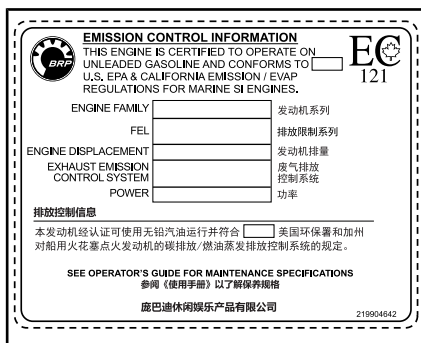 EMISSION CONTROL INFORMATION
THIS ENGINE IS CERTIFIED TO OPERATE ON
UNLEADED GASOLINE AND CONFORMS TO
U.S. EPA & CALIFORNIA EMISSION / EVAP
REGULATIONS FOR MARINE SI ENGINES.
BRP
EC
121
ENGINE FAMILY 发动机系列
FEL 排放限制系列
ENGINE DISPLACEMENT 发动机排量
EXHAUST EMISSION 废气排放
CONTROL SYSTEM 控制系统
POWER 功率
排放控制信息
本发动机经认证可使用无铅汽油运行并符合 美国环保署和加州
对船用火花塞点火发动机的碳排放/燃油蒸发排放控制系统的规定。
SEE OPERATOR'S GUIDE FOR MAINTENANCE SPECIFICATIONS
参阅《使用手册》以了解保养规格
庞巴迪休闲娱乐产品有限公司
219904642